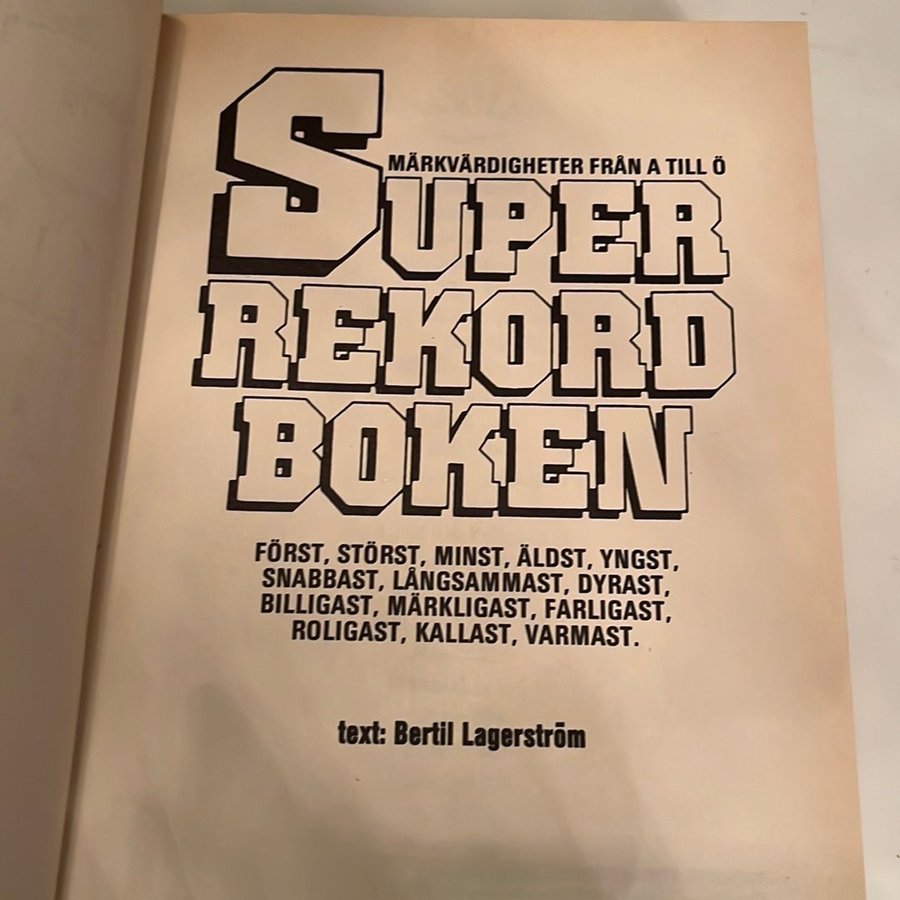 MÄRKVÄRDIGHETER FRÅN A TILL Ö
SUPER
REKORD
BOKEN
FÖRST, STÖRST, MINST, ÄLDST, YNGST,
SNABBAST, LÅNGSAMMAST, DYRAST,
BILLIGAST, MÄRKLIGAST, FARLIGAST,
ROLIGAST, KALLAST, VARMAST.
text: Bertil Lagerström